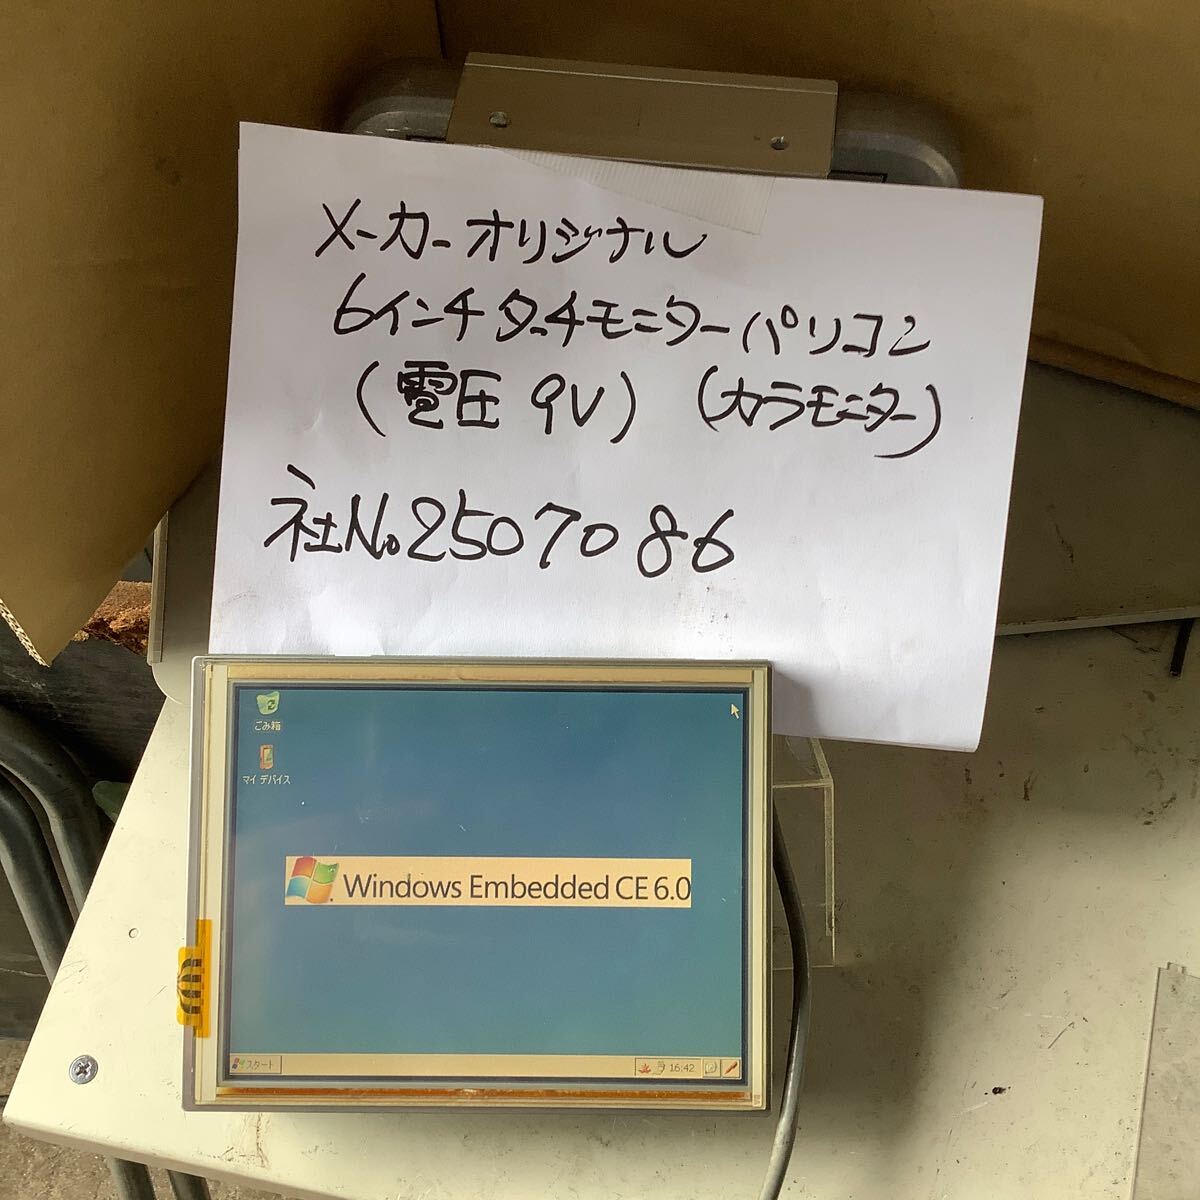 メーカーオリジナル
6インチタッチモニターパソコン
(電圧 9V) (カラモニター)
社No.2507086
ごみ箱
マイ デバイス
Windows Embedded CE 6.0
スタート
16:42